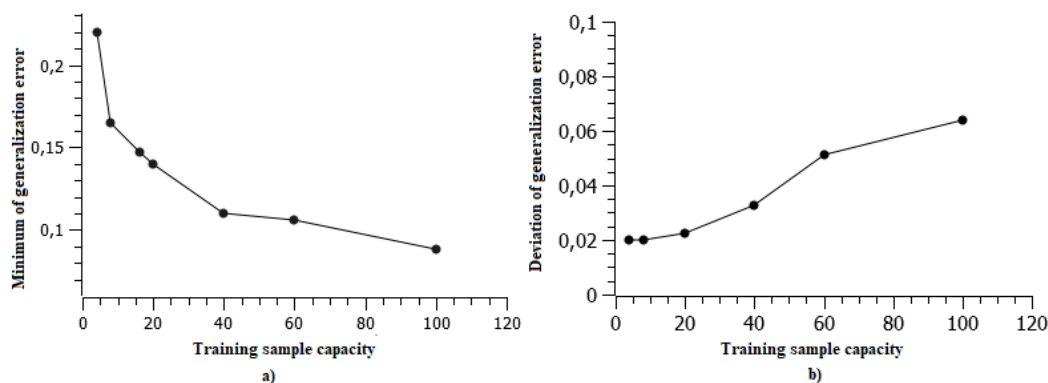 Minimum of generalization error
0,2
0,15
0,1
0 20 40 60 80 100 120
Training sample capacity
a)
Deviation of generalization error
0,1
0,08
0,06
0,04
0,02
0
0 20 40 60 80 100 120
Training sample capacity
b)